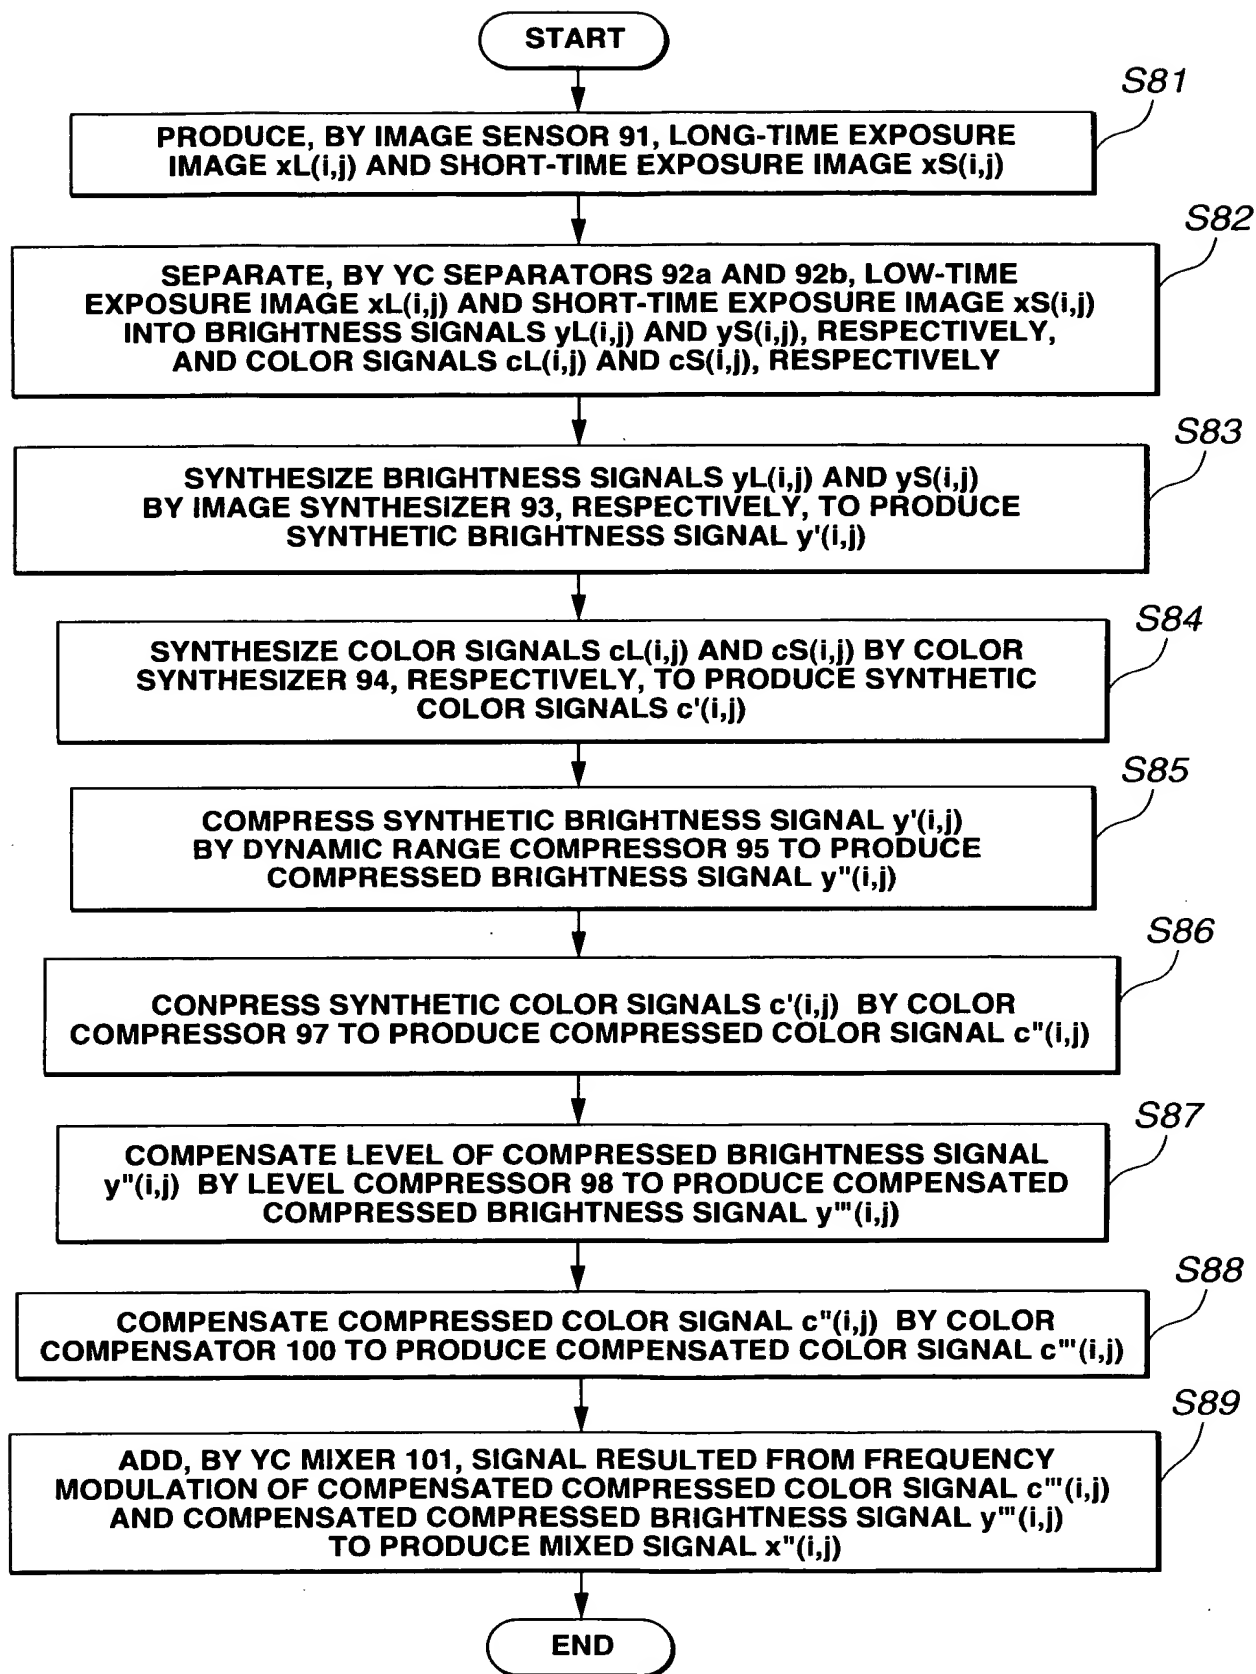 START
S81
PRODUCE, BY IMAGE SENSOR 91, LONG-TIME EXPOSURE
IMAGE xL(i,j) AND SHORT-TIME EXPOSURE IMAGE xS(i,j)
S82
SEPARATE, BY YC SEPARATORS 92a AND 92b, LOW-TIME
EXPOSURE IMAGE xL(i,j) AND SHORT-TIME EXPOSURE IMAGE xS(i,j)
INTO BRIGHTNESS SIGNALS yL(i,j) AND yS(i,j), RESPECTIVELY,
AND COLOR SIGNALS cL(i,j) AND cS(i,j), RESPECTIVELY
S83
SYNTHESIZE BRIGHTNESS SIGNALS yL(i,j) AND yS(i,j)
BY IMAGE SYNTHESIZER 93, RESPECTIVELY, TO PRODUCE
SYNTHETIC BRIGHTNESS SIGNAL y'(i,j)
S84
SYNTHESIZE COLOR SIGNALS cL(i,j) AND cS(i,j) BY COLOR
SYNTHESIZER 94, RESPECTIVELY, TO PRODUCE SYNTHETIC
COLOR SIGNALS c'(i,j)
S85
COMPRESS SYNTHETIC BRIGHTNESS SIGNAL y'(i,j)
BY DYNAMIC RANGE COMPRESSOR 95 TO PRODUCE
COMPRESSED BRIGHTNESS SIGNAL y"(i,j)
S86
CONPRESS SYNTHETIC COLOR SIGNALS c'(i,j) BY COLOR
COMPRESSOR 97 TO PRODUCE COMPRESSED COLOR SIGNAL c"(i,j)
S87
COMPENSATE LEVEL OF COMPRESSED BRIGHTNESS SIGNAL
y"(i,j) BY LEVEL COMPRESSOR 98 TO PRODUCE COMPENSATED
COMPRESSED BRIGHTNESS SIGNAL y'"(i,j)
S88
COMPENSATE COMPRESSED COLOR SIGNAL c"(i,j) BY COLOR
COMPENSATOR 100 TO PRODUCE COMPENSATED COLOR SIGNAL c'"(i,j)
S89
ADD, BY YC MIXER 101, SIGNAL RESULTED FROM FREQUENCY
MODULATION OF COMPENSATED COMPRESSED COLOR SIGNAL c'"(i,j)
AND COMPENSATED COMPRESSED BRIGHTNESS SIGNAL y'"(i,j)
TO PRODUCE MIXED SIGNAL x"(i,j)
END